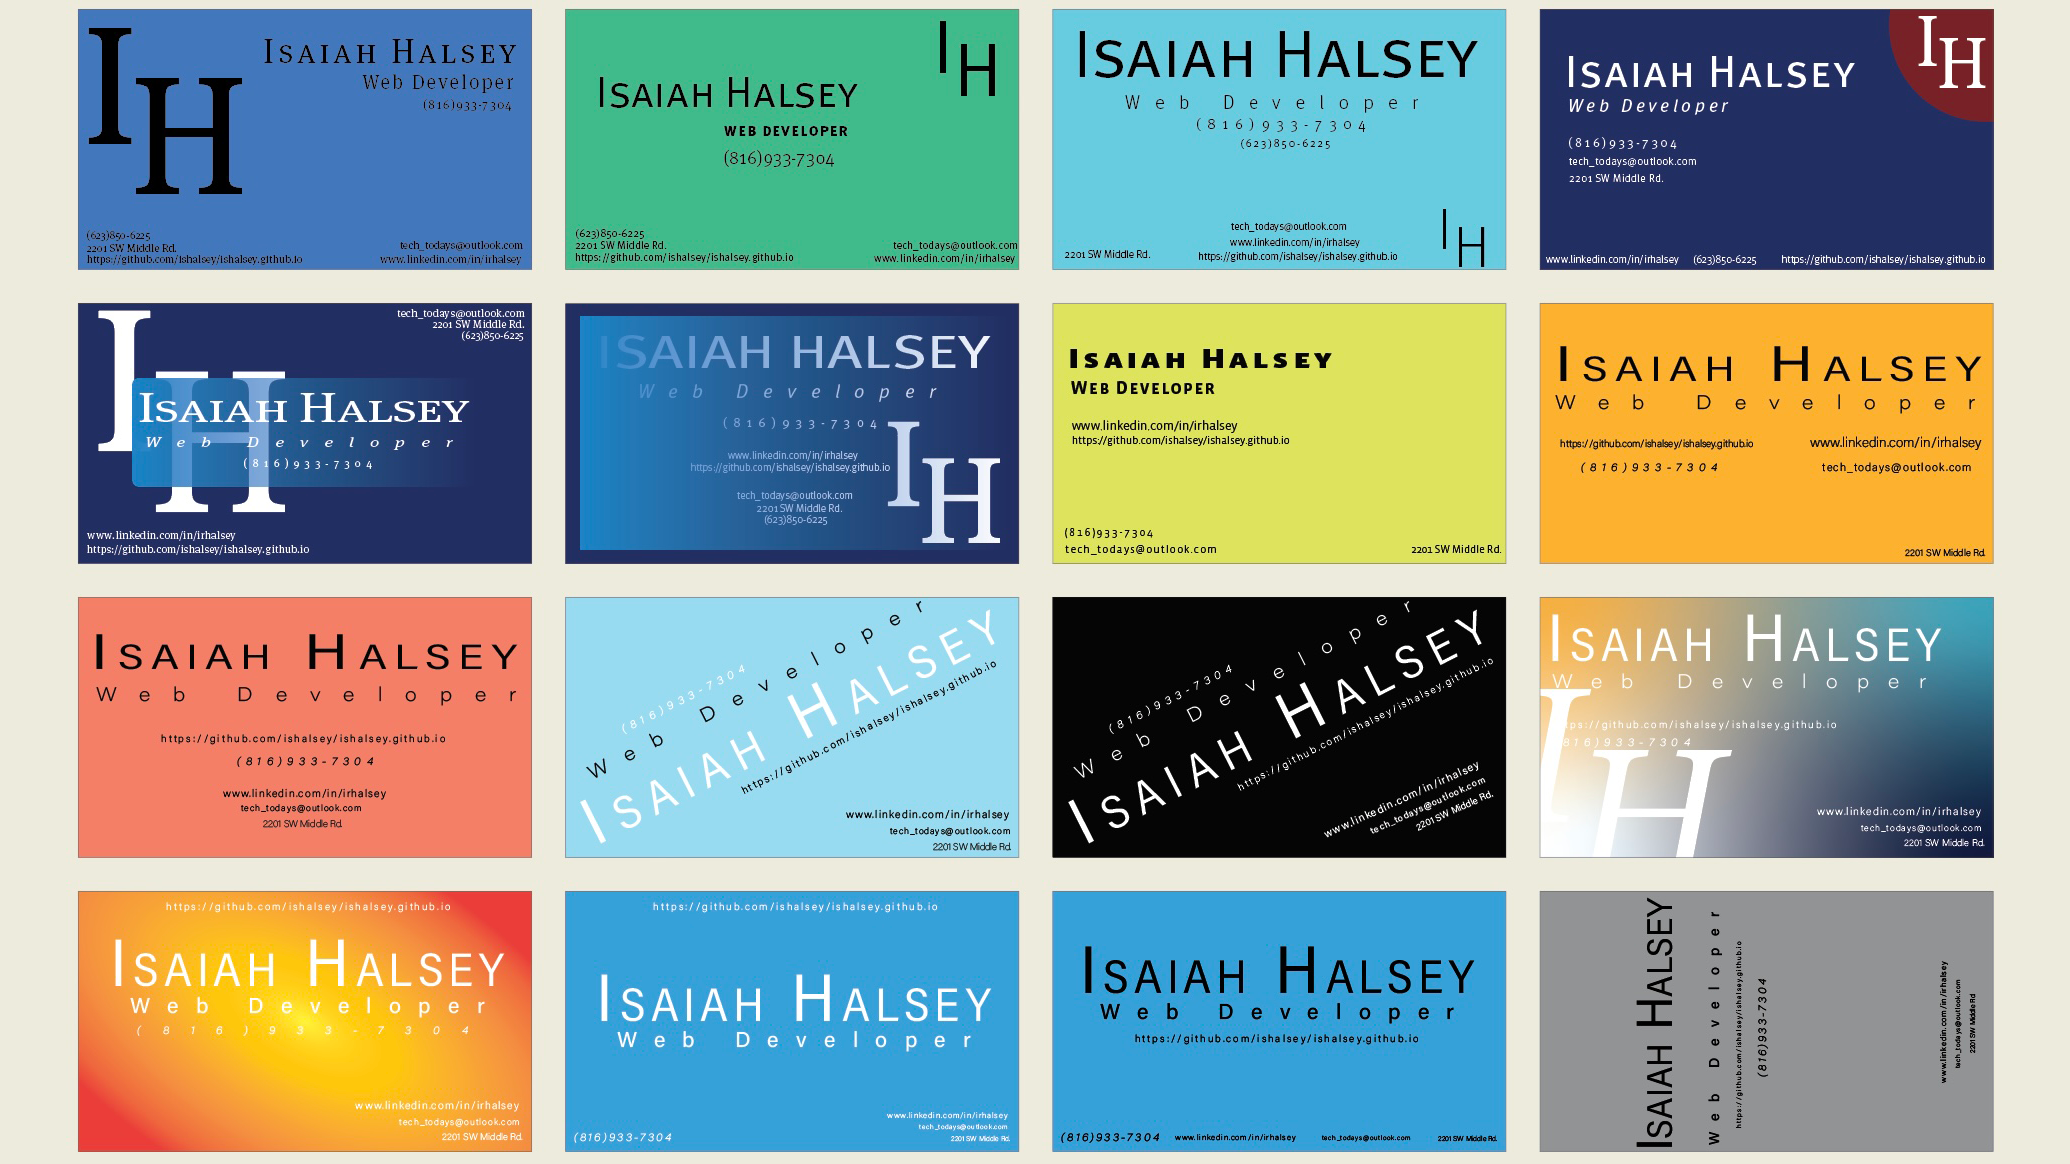 IH
ISAIAH HALSEY
Web Developer
(816)933-7304
(623)850-6225
2201 SW Middle Rd.
https://github.com/ishalsey/ishalsey.github.io
tech_todays@outlook.com
www.linkedin.com/in/irhalsey
IH
ISAIAH HALSEY
WEB DEVELOPER
(816)933-7304
(623)850-6225
2201 SW Middle Rd.
https://github.com/ishalsey/ishalsey.github.io
tech_todays@outlook.com
www.linkedin.com/in/irhalsey
ISAIAH HALSEY
Web Developer
(816)933-7304
(623)850-6225
tech_todays@outlook.com
www.linkedin.com/in/irhalsey
2201 SW Middle Rd.
https://github.com/ishalsey/ishalsey.github.io
IH
IH
ISAIAH HALSEY
Web Developer
(816)933-7304
tech_todays@outlook.com
2201 SW Middle Rd.
www.linkedin.com/in/irhalsey (623)850-6225 https://github.com/ishalsey/ishalsey.github.io
tech_todays@outlook.com
2201 SW Middle Rd.
(623)850-6225
IH
ISAIAH HALSEY
Web Developer
(816)933-7304
www.linkedin.com/in/irhalsey
https://github.com/ishalsey/ishalsey.github.io
ISAIAH HALSEY
Web Developer
(816)933-7304
www.linkedin.com/in/irhalsey
https://github.com/ishalsey/ishalsey.github.io
tech_todays@outlook.com
2201 SW Middle Rd.
(623)850-6225
IH
ISAIAH HALSEY
WEB DEVELOPER
www.linkedin.com/in/irhalsey
https://github.com/ishalsey/ishalsey.github.io
(816)933-7304
tech_todays@outlook.com
2201 SW Middle Rd.
ISAIAH HALSEY
Web Developer
https://github.com/ishalsey/ishalsey.github.io
www.linkedin.com/in/irhalsey
(816)933-7304
tech_todays@outlook.com
2201 SW Middle Rd.
ISAIAH HALSEY
Web Developer
https://github.com/ishalsey/ishalsey.github.io
(816)933-7304
www.linkedin.com/in/irhalsey
tech_todays@outlook.com
2201 SW Middle Rd.
(816)933-7304
Web Developer
ISAIAH HALSEY
https://github.com/ishalsey/ishalsey.github.io
www.linkedin.com/in/irhalsey
tech_todays@outlook.com
2201 SW Middle Rd.
(816)933-7304
Web Developer
ISAIAH HALSEY
https://github.com/ishalsey/ishalsey.github.io
www.linkedin.com/in/irhalsey
tech_todays@outlook.com
2201 SW Middle Rd.
ISAIAH HALSEY
Web Developer
ps://github.com/ishalsey/ishalsey.github.io
816)933-7304
IH
www.linkedin.com/in/irhalsey
tech_todays@outlook.com
2201 SW Middle Rd.
https://github.com/ishalsey/ishalsey.github.io
ISAIAH HALSEY
Web Developer
(816)933-7304
www.linkedin.com/in/irhalsey
tech_todays@outlook.com
2201 SW Middle Rd.
https://github.com/ishalsey/ishalsey.github.io
ISAIAH HALSEY
Web Developer
www.linkedin.com/in/irhalsey
tech_todays@outlook.com
(816)933-7304
2201 SW Middle Rd.
ISAIAH HALSEY
Web Developer
https://github.com/ishalsey/ishalsey.github.io
(816)933-7304 www.linkedin.com/in/irhalsey tech_todays@outlook.com 2201 SW Middle Rd.
ISAIAH HALSEY
Web Developer
https://github.com/ishalsey/ishalsey.github.io
(816)933-7304
www.linkedin.com/in/irhalsey
tech_todays@outlook.com
2201 SW Middle Rd